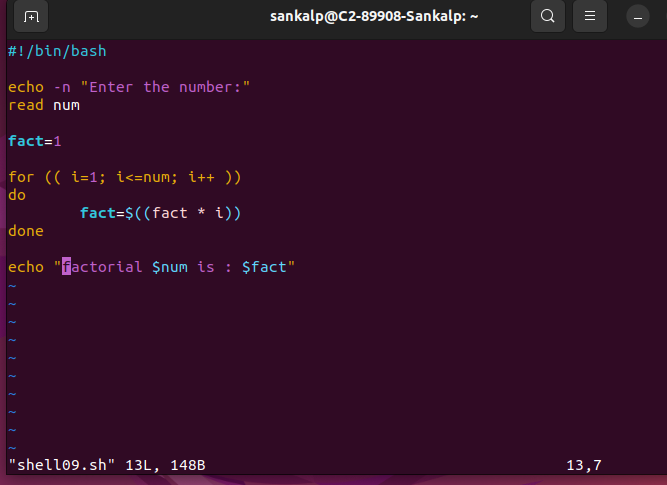 sankalp@C2-89908-Sankalp: ~
#!/bin/bash
echo -n "Enter the number:"
read num
fact=1
for (( i=1; i<=num; i++ ))
do
        fact=$((fact * i))
done
echo "factorial $num is : $fact"
~
~
~
~
~
~
~
~
~
~
"shell09.sh" 13L, 148B 13,7